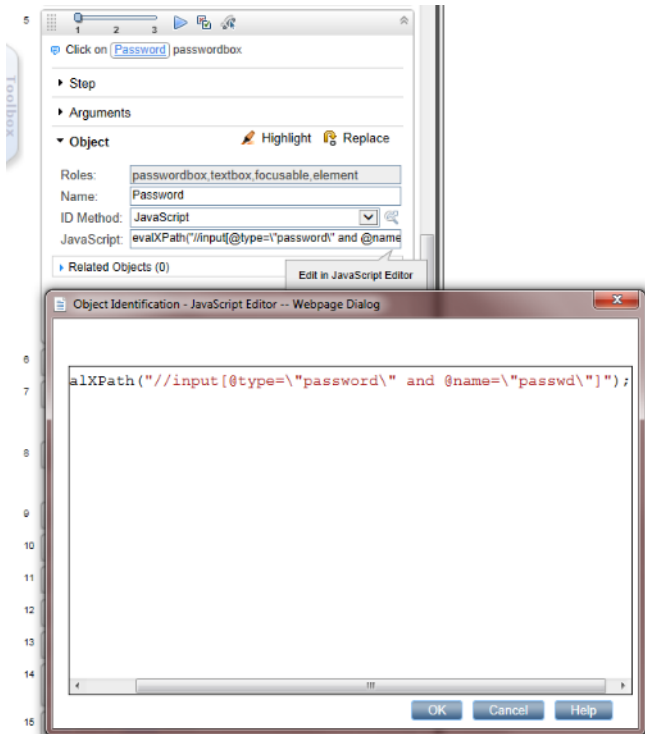 5
1 2 3
Click on Password passwordbox
Toolbox
Step
Arguments
Object Highlight Replace
Roles: passwordbox,textbox,focusable,element
Name: Password
ID Method: JavaScript
JavaScript: evalXPath("//input[@type=\"password\" and @name
Related Objects (0)
Edit in JavaScript Editor
Object Identification - JavaScript Editor -- Webpage Dialog
6
alXPath("//input[@type=\"password\" and @name=\"passwd\"]");
7
8
9
10
11
12
13
14
OK Cancel Help
15